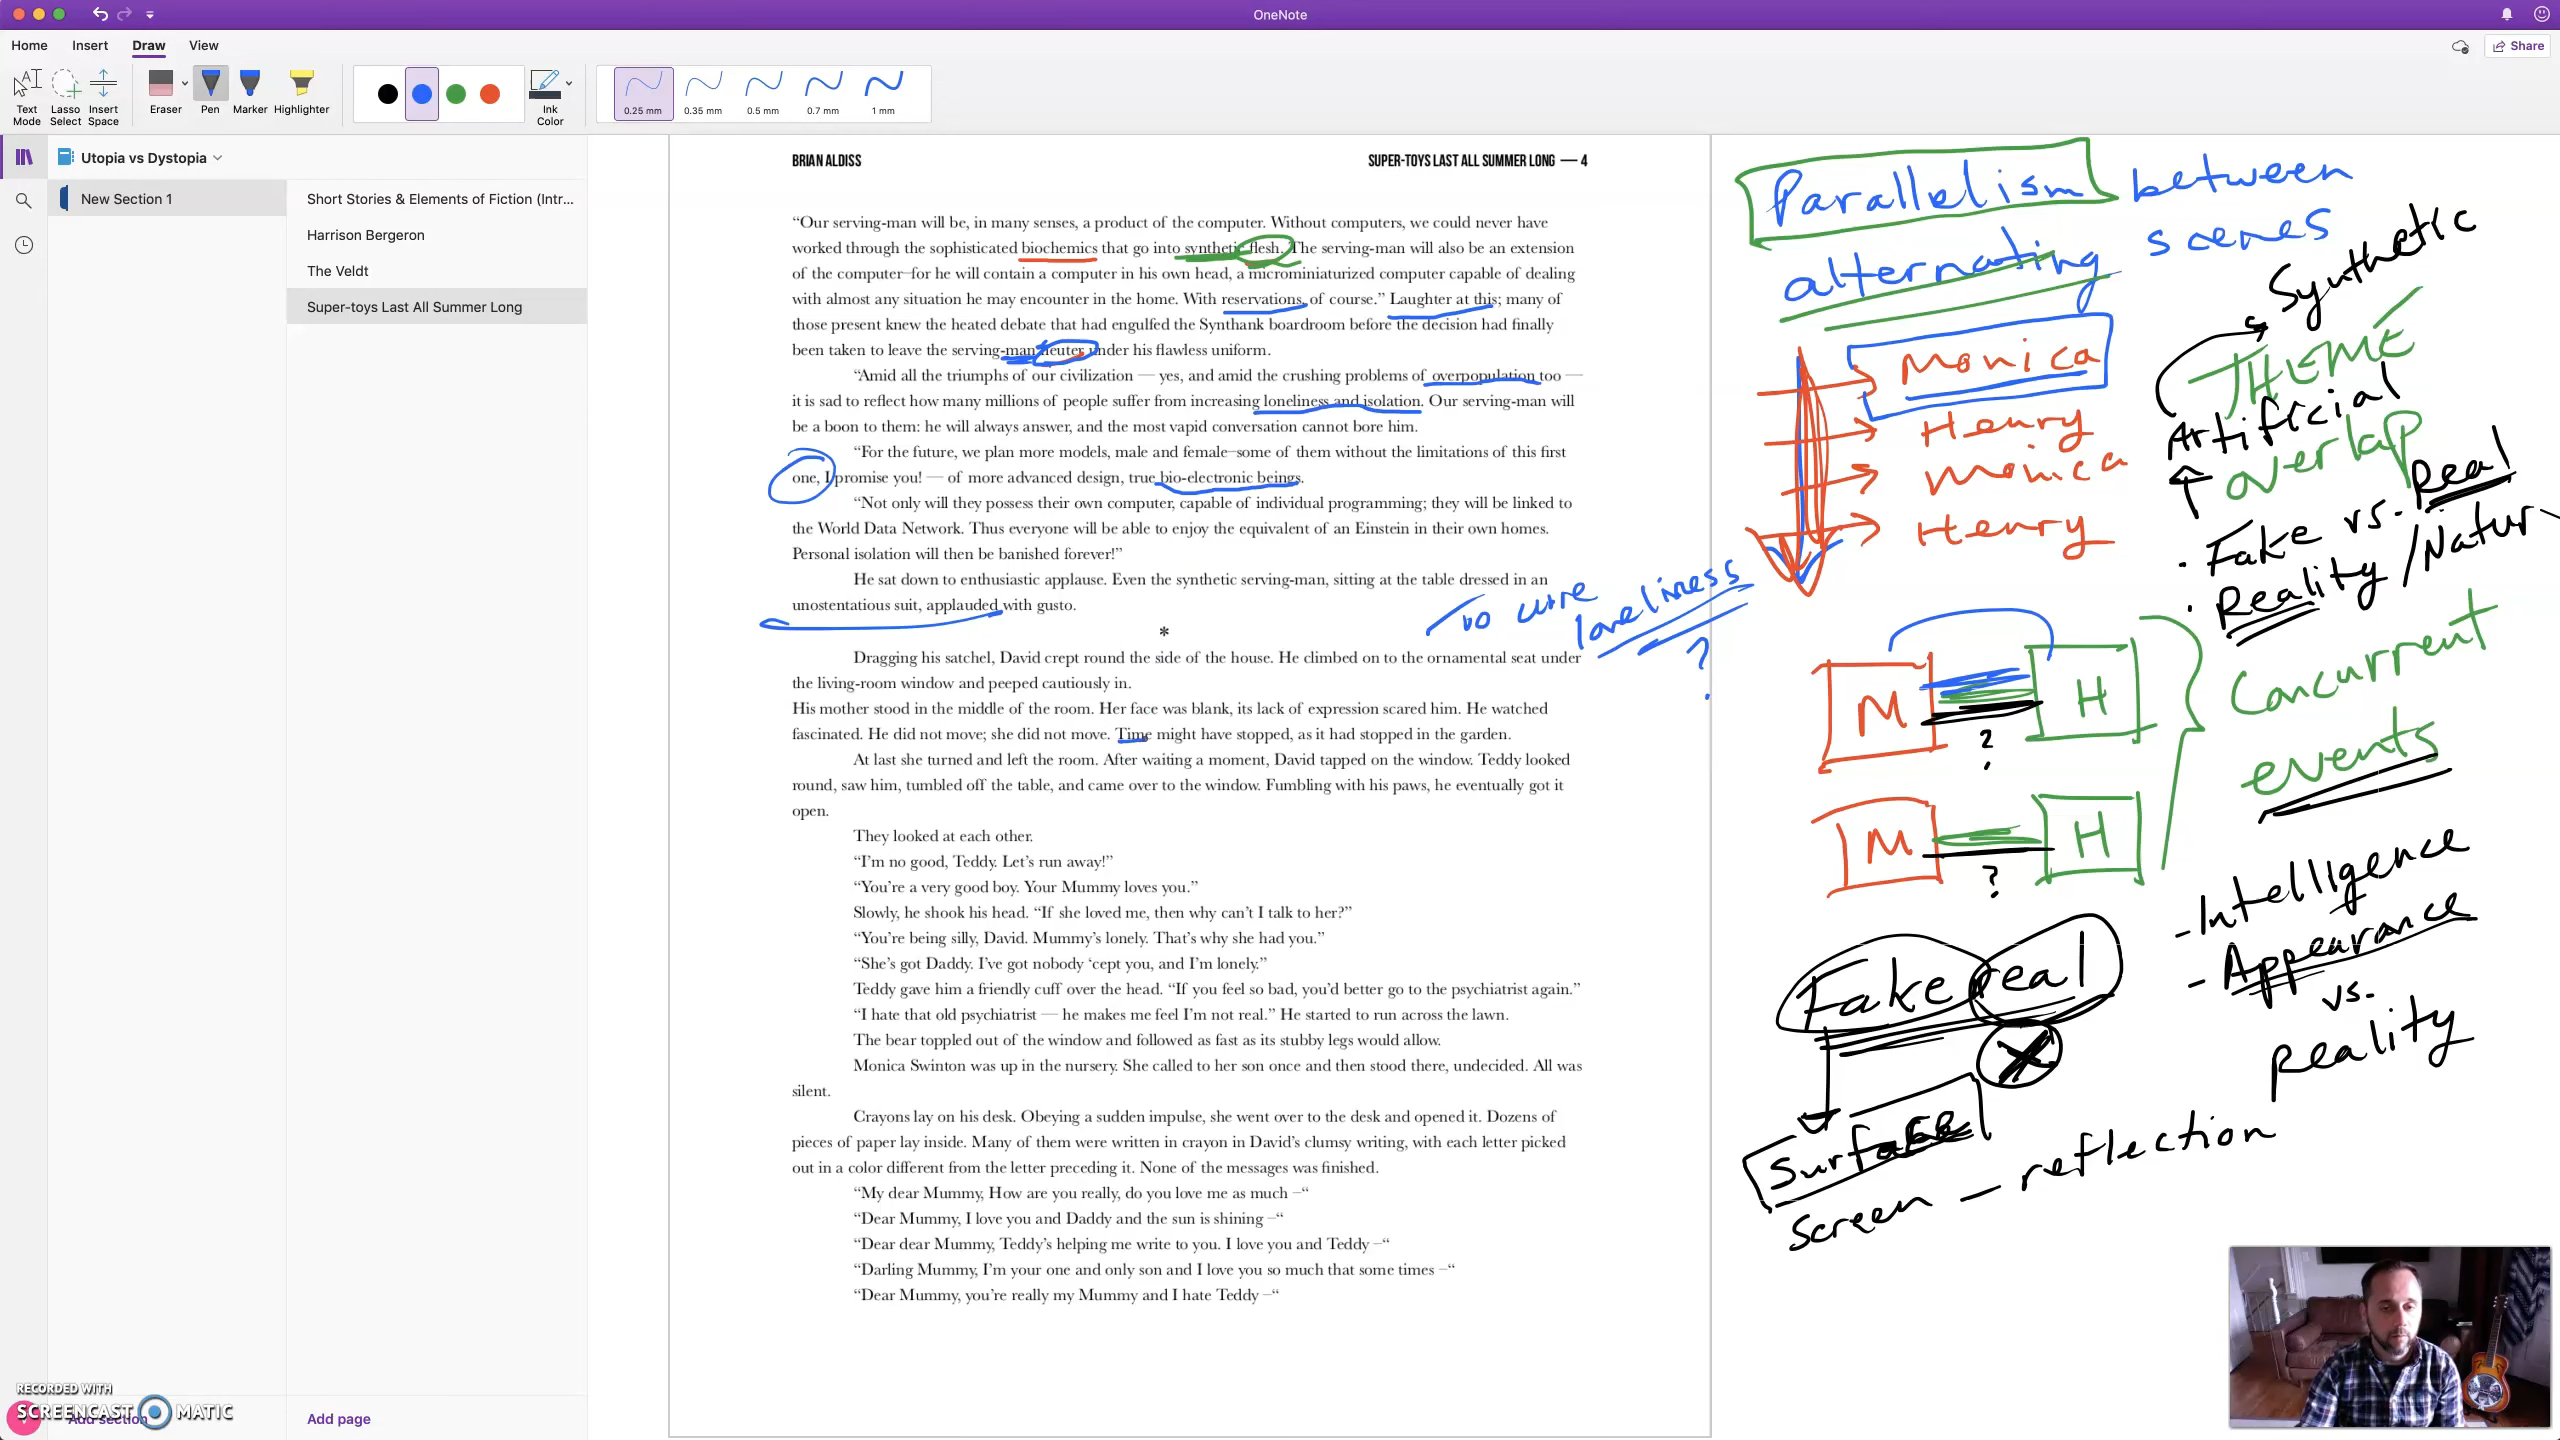 OneNote
Home Insert Draw View
Share
Text Mode
Lasso Select
Insert Space
Eraser
Pen
Marker
Highlighter
Ink Color
0.25 mm
0.35 mm
0.5 mm
0.7 mm
1 mm
Utopia vs Dystopia
New Section 1
Short Stories & Elements of Fiction (Intr...
Harrison Bergeron
The Veldt
Super-toys Last All Summer Long
BRIAN ALDISS
SUPER-TOYS LAST ALL SUMMER LONG — 4
“Our serving-man will be, in many senses, a product of the computer. Without computers, we could never have
worked through the sophisticated biochemics that go into synthetic flesh. The serving-man will also be an extension
of the computer–for he will contain a computer in his own head, a microminiaturized computer capable of dealing
with almost any situation he may encounter in the home. With reservations, of course.” Laughter at this; many of
those present knew the heated debate that had engulfed the Synthank boardroom before the decision had finally
been taken to leave the serving-man neuter under his flawless uniform.
“Amid all the triumphs of our civilization — yes, and amid the crushing problems of overpopulation too —
it is sad to reflect how many millions of people suffer from increasing loneliness and isolation. Our serving-man will
be a boon to them: he will always answer, and the most vapid conversation cannot bore him.
“For the future, we plan more models, male and female–some of them without the limitations of this first
one, I promise you! — of more advanced design, true bio-electronic beings.
“Not only will they possess their own computer, capable of individual programming; they will be linked to
the World Data Network. Thus everyone will be able to enjoy the equivalent of an Einstein in their own homes.
Personal isolation will then be banished forever!”
He sat down to enthusiastic applause. Even the synthetic serving-man, sitting at the table dressed in an
unostentatious suit, applauded with gusto.
*
Dragging his satchel, David crept round the side of the house. He climbed on to the ornamental seat under
the living-room window and peeped cautiously in.
His mother stood in the middle of the room. Her face was blank, its lack of expression scared him. He watched
fascinated. He did not move; she did not move. Time might have stopped, as it had stopped in the garden.
At last she turned and left the room. After waiting a moment, David tapped on the window. Teddy looked
round, saw him, tumbled off the table, and came over to the window. Fumbling with his paws, he eventually got it
open.
They looked at each other.
“I’m no good, Teddy. Let’s run away!”
“You’re a very good boy. Your Mummy loves you.”
Slowly, he shook his head. “If she loved me, then why can’t I talk to her?”
“You’re being silly, David. Mummy’s lonely. That’s why she had you.”
“She’s got Daddy. I’ve got nobody ‘cept you, and I’m lonely.”
Teddy gave him a friendly cuff over the head. “If you feel so bad, you’d better go to the psychiatrist again.”
“I hate that old psychiatrist — he makes me feel I’m not real.” He started to run across the lawn.
The bear toppled out of the window and followed as fast as its stubby legs would allow.
Monica Swinton was up in the nursery. She called to her son once and then stood there, undecided. All was
silent.
Crayons lay on his desk. Obeying a sudden impulse, she went over to the desk and opened it. Dozens of
pieces of paper lay inside. Many of them were written in crayon in David’s clumsy writing, with each letter picked
out in a color different from the letter preceding it. None of the messages was finished.
“My dear Mummy, How are you really, do you love me as much –“
“Dear Mummy, I love you and Daddy and the sun is shining –“
“Dear dear Mummy, Teddy’s helping me write to you. I love you and Teddy –“
“Darling Mummy, I’m your one and only son and I love you so much that some times –“
“Dear Mummy, you’re really my Mummy and I hate Teddy –“
Parallelism between
alternating scenes
Monica
Henry
Monica
Henry
Synthetic
THEME
Artificial
overlap
. Fake vs. Real
. Reality / Natur
To cure
loneliness
?
M H
?
M H
?
Concurrent
events
- Intelligence
- Appearance
vs.
Reality
Fake real
X
Surface
Screen - reflection
Add section
Add page
RECORDED WITH
SCREENCAST MATIC